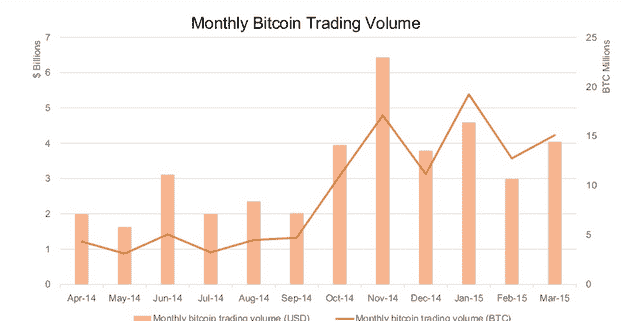 Monthly Bitcoin Trading Volume
$ Billions
BTC Millions
7
6
5
4
3
2
1
0
25
20
15
10
5
0
Apr-14 May-14 Jun-14 Jul-14 Aug-14 Sep-14 Oct-14 Nov-14 Dec-14 Jan-15 Feb-15 Mar-15
Monthly bitcoin trading volume (USD) Monthly bitcoin trading volume (BTC)